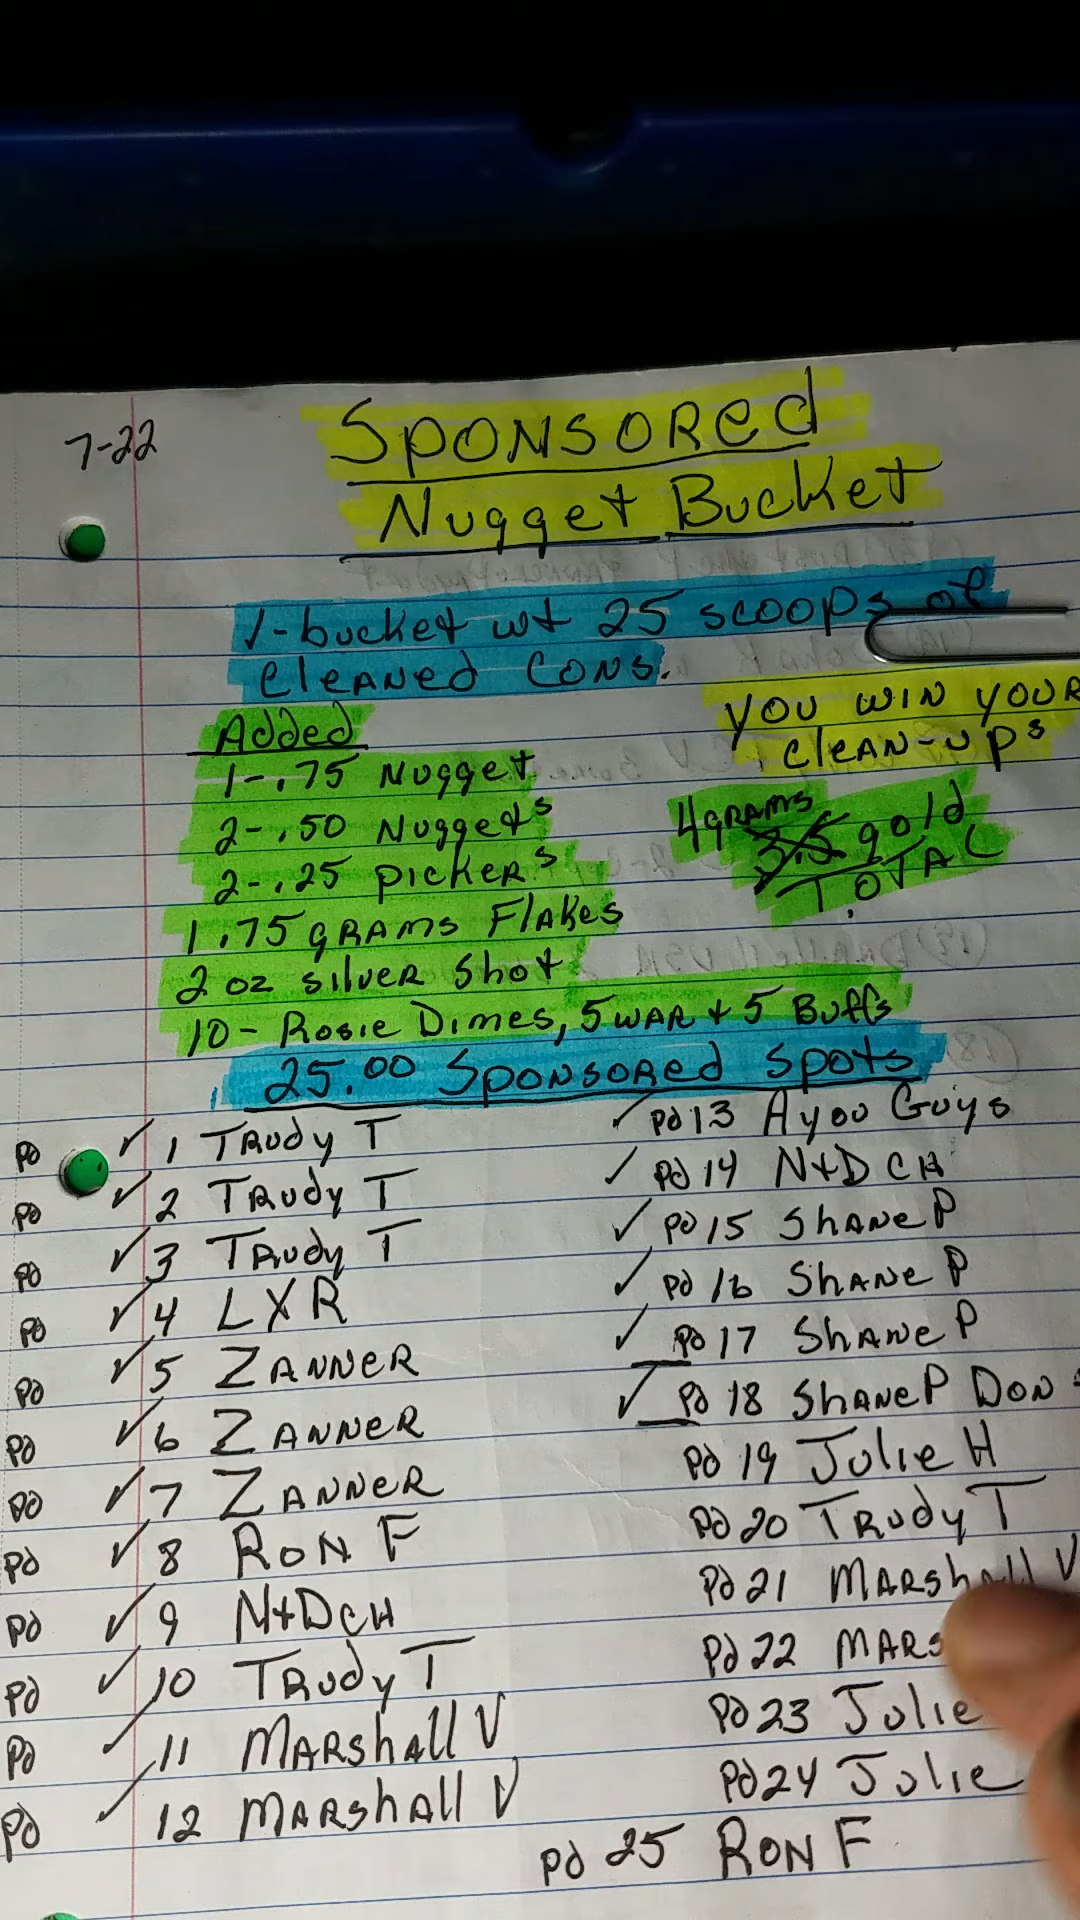 7-22
SPONSORED
Nugget Bucket
1-bucket wt 25 scoops of
CleANed CONS.
Added
YOU WIN YOUR
CleAN-ups
1-.75 Nugget
2-.50 Nuggets
2-.25 pickers
4 GRAMS
3.5 gold
TOTAL
1.75 gRAMS Flakes
2 oz silver shot
10- Rosie Dimes, 5 WAR + 5 Buffs
25.00 Sponsored spots
pd ✓ 1 TRudy T
pd ✓ 2 TRudy T
pd ✓ 3 TRudy T
pd ✓ 4 LXR
pd ✓ 5 ZANNER
pd ✓ 6 ZANNER
pd ✓ 7 ZANNER
pd ✓ 8 RON F
pd ✓ 9 N+D CH
pd ✓ 10 TRudy T
pd ✓ 11 MARshAll V
pd ✓ 12 MARshAll V
✓ pd 13 Ayou Guys
✓ pd 14 N+D CH
✓ pd 15 ShANe P
✓ pd 16 ShANe P
✓ pd 17 ShANe P
✓ pd 18 ShANe P DON
pd 19 Julie H
pd 20 TRudy T
pd 21 MARshAll V
pd 22 MARS
pd 23 Julie
pd 24 Julie
pd 25 RON F